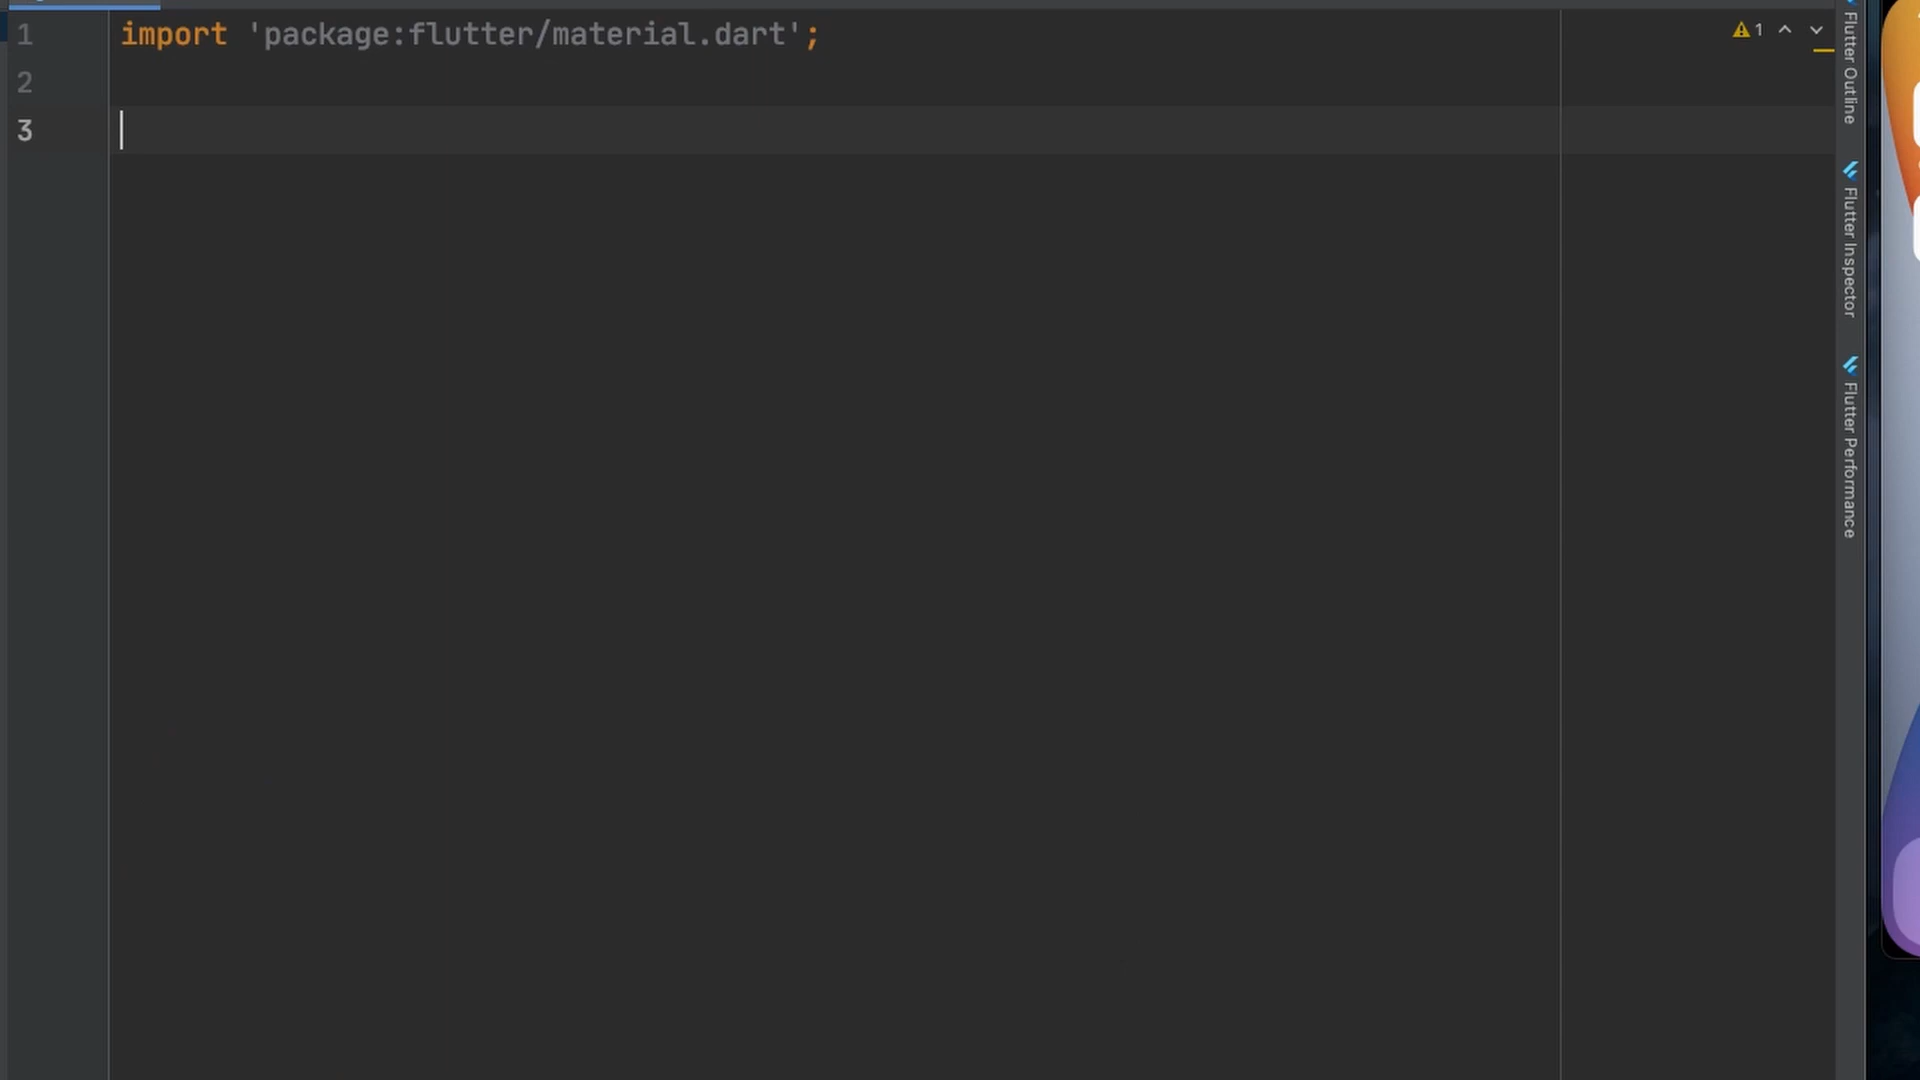 1 import 'package:flutter/material.dart';
2
3
1
Flutter Outline
Flutter Inspector
Flutter Performance